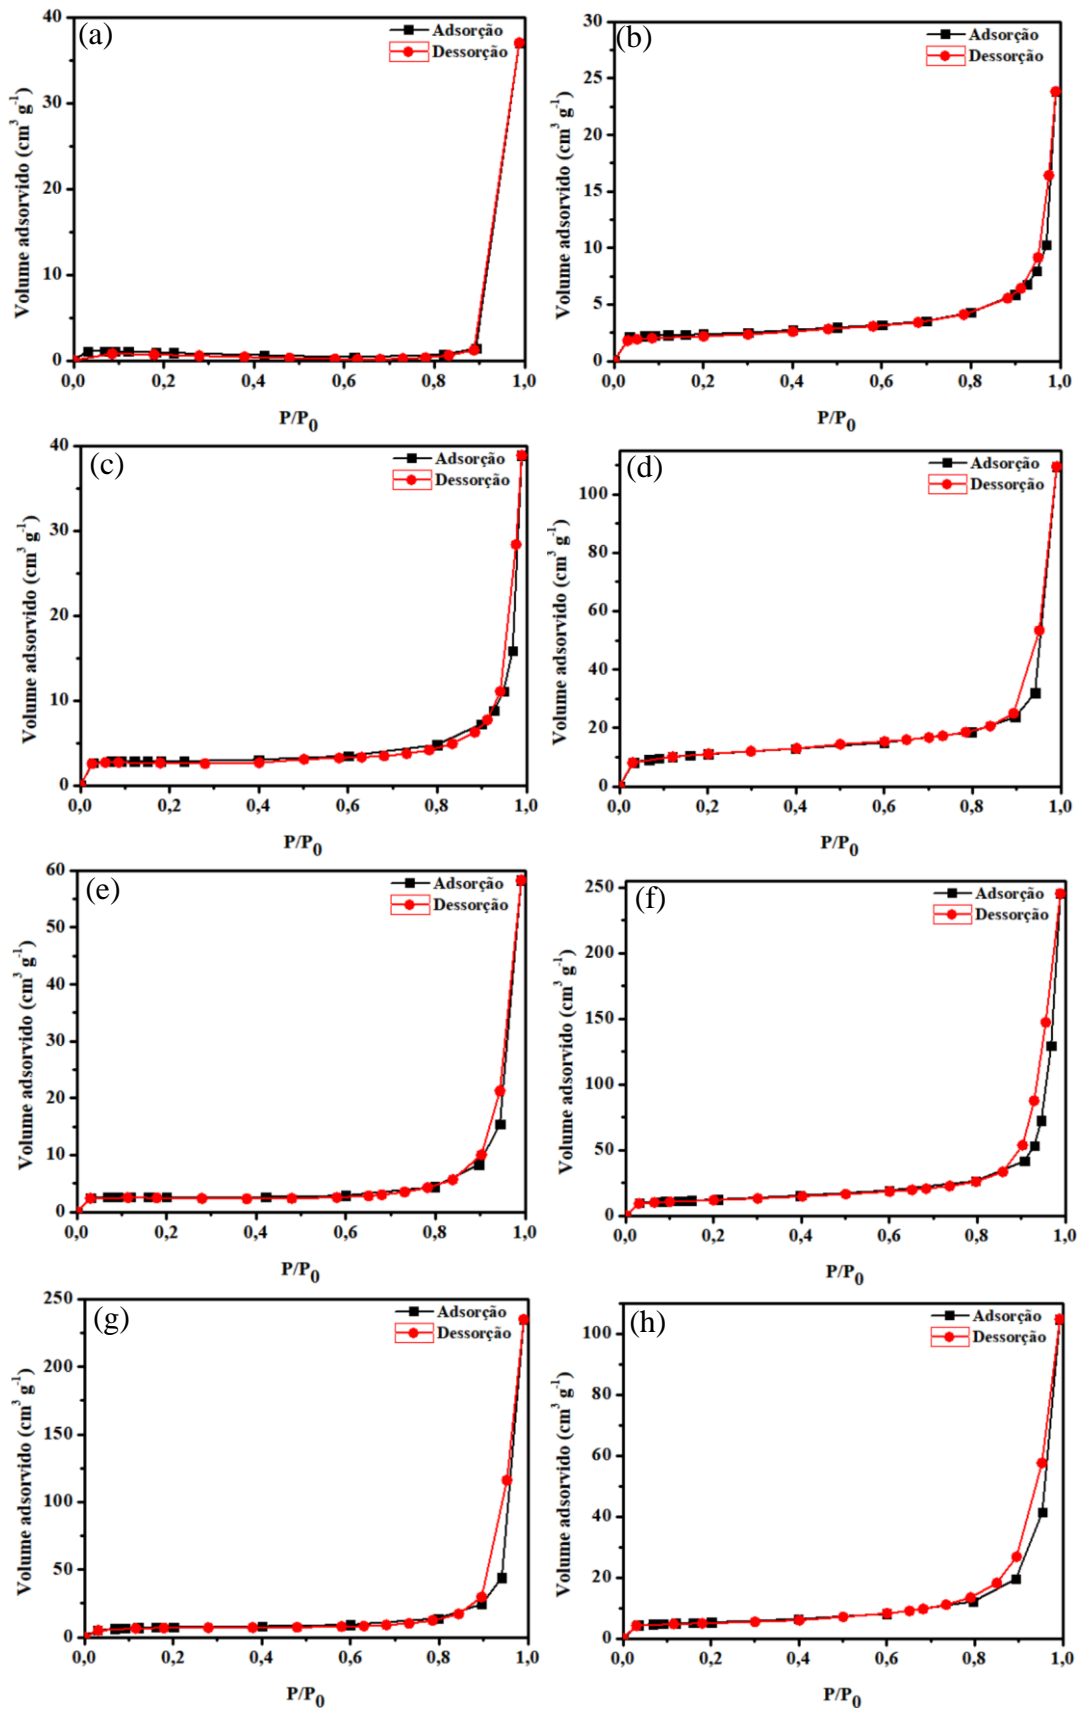 (a)
Adsorção
Dessorção
Volume adsorvido (cm³ g⁻¹)
40
30
20
10
0
0,0 0,2 0,4 0,6 0,8 1,0
P/P₀
(b)
Adsorção
Dessorção
Volume adsorvido (cm³ g⁻¹)
30
25
20
15
10
5
0
0,0 0,2 0,4 0,6 0,8 1,0
P/P₀
(c)
Adsorção
Dessorção
Volume adsorvido (cm³ g⁻¹)
40
30
20
10
0
0,0 0,2 0,4 0,6 0,8 1,0
P/P₀
(d)
Adsorção
Dessorção
Volume adsorvido (cm³ g⁻¹)
100
80
60
40
20
0
0,0 0,2 0,4 0,6 0,8 1,0
P/P₀
(e)
Adsorção
Dessorção
Volume adsorvido (cm³ g⁻¹)
60
50
40
30
20
10
0
0,0 0,2 0,4 0,6 0,8 1,0
P/P₀
(f)
Adsorção
Dessorção
Volume adsorvido (cm³ g⁻¹)
250
200
150
100
50
0
0,0 0,2 0,4 0,6 0,8 1,0
P/P₀
(g)
Adsorção
Dessorção
Volume adsorvido (cm³ g⁻¹)
250
200
150
100
50
0
0,0 0,2 0,4 0,6 0,8 1,0
P/P₀
(h)
Adsorção
Dessorção
Volume adsorvido (cm³ g⁻¹)
100
80
60
40
20
0
0,0 0,2 0,4 0,6 0,8 1,0
P/P₀